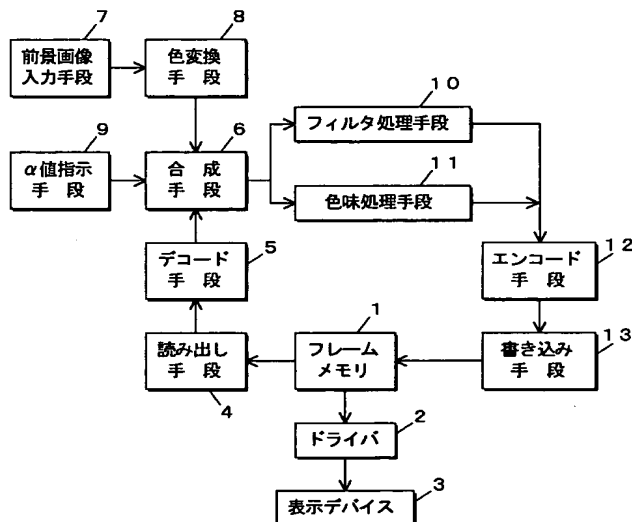 7
前景画像
入力手段
8
色変換
手 段
9
α値指示
手 段
6
合 成
手 段
10
フィルタ処理手段
11
色味処理手段
デコード
手 段
5
エンコード
手 段
12
読み出し
手 段
4
1
フレーム
メモリ
書き込み
手 段
13
ドライバ
2
表示デバイス
3